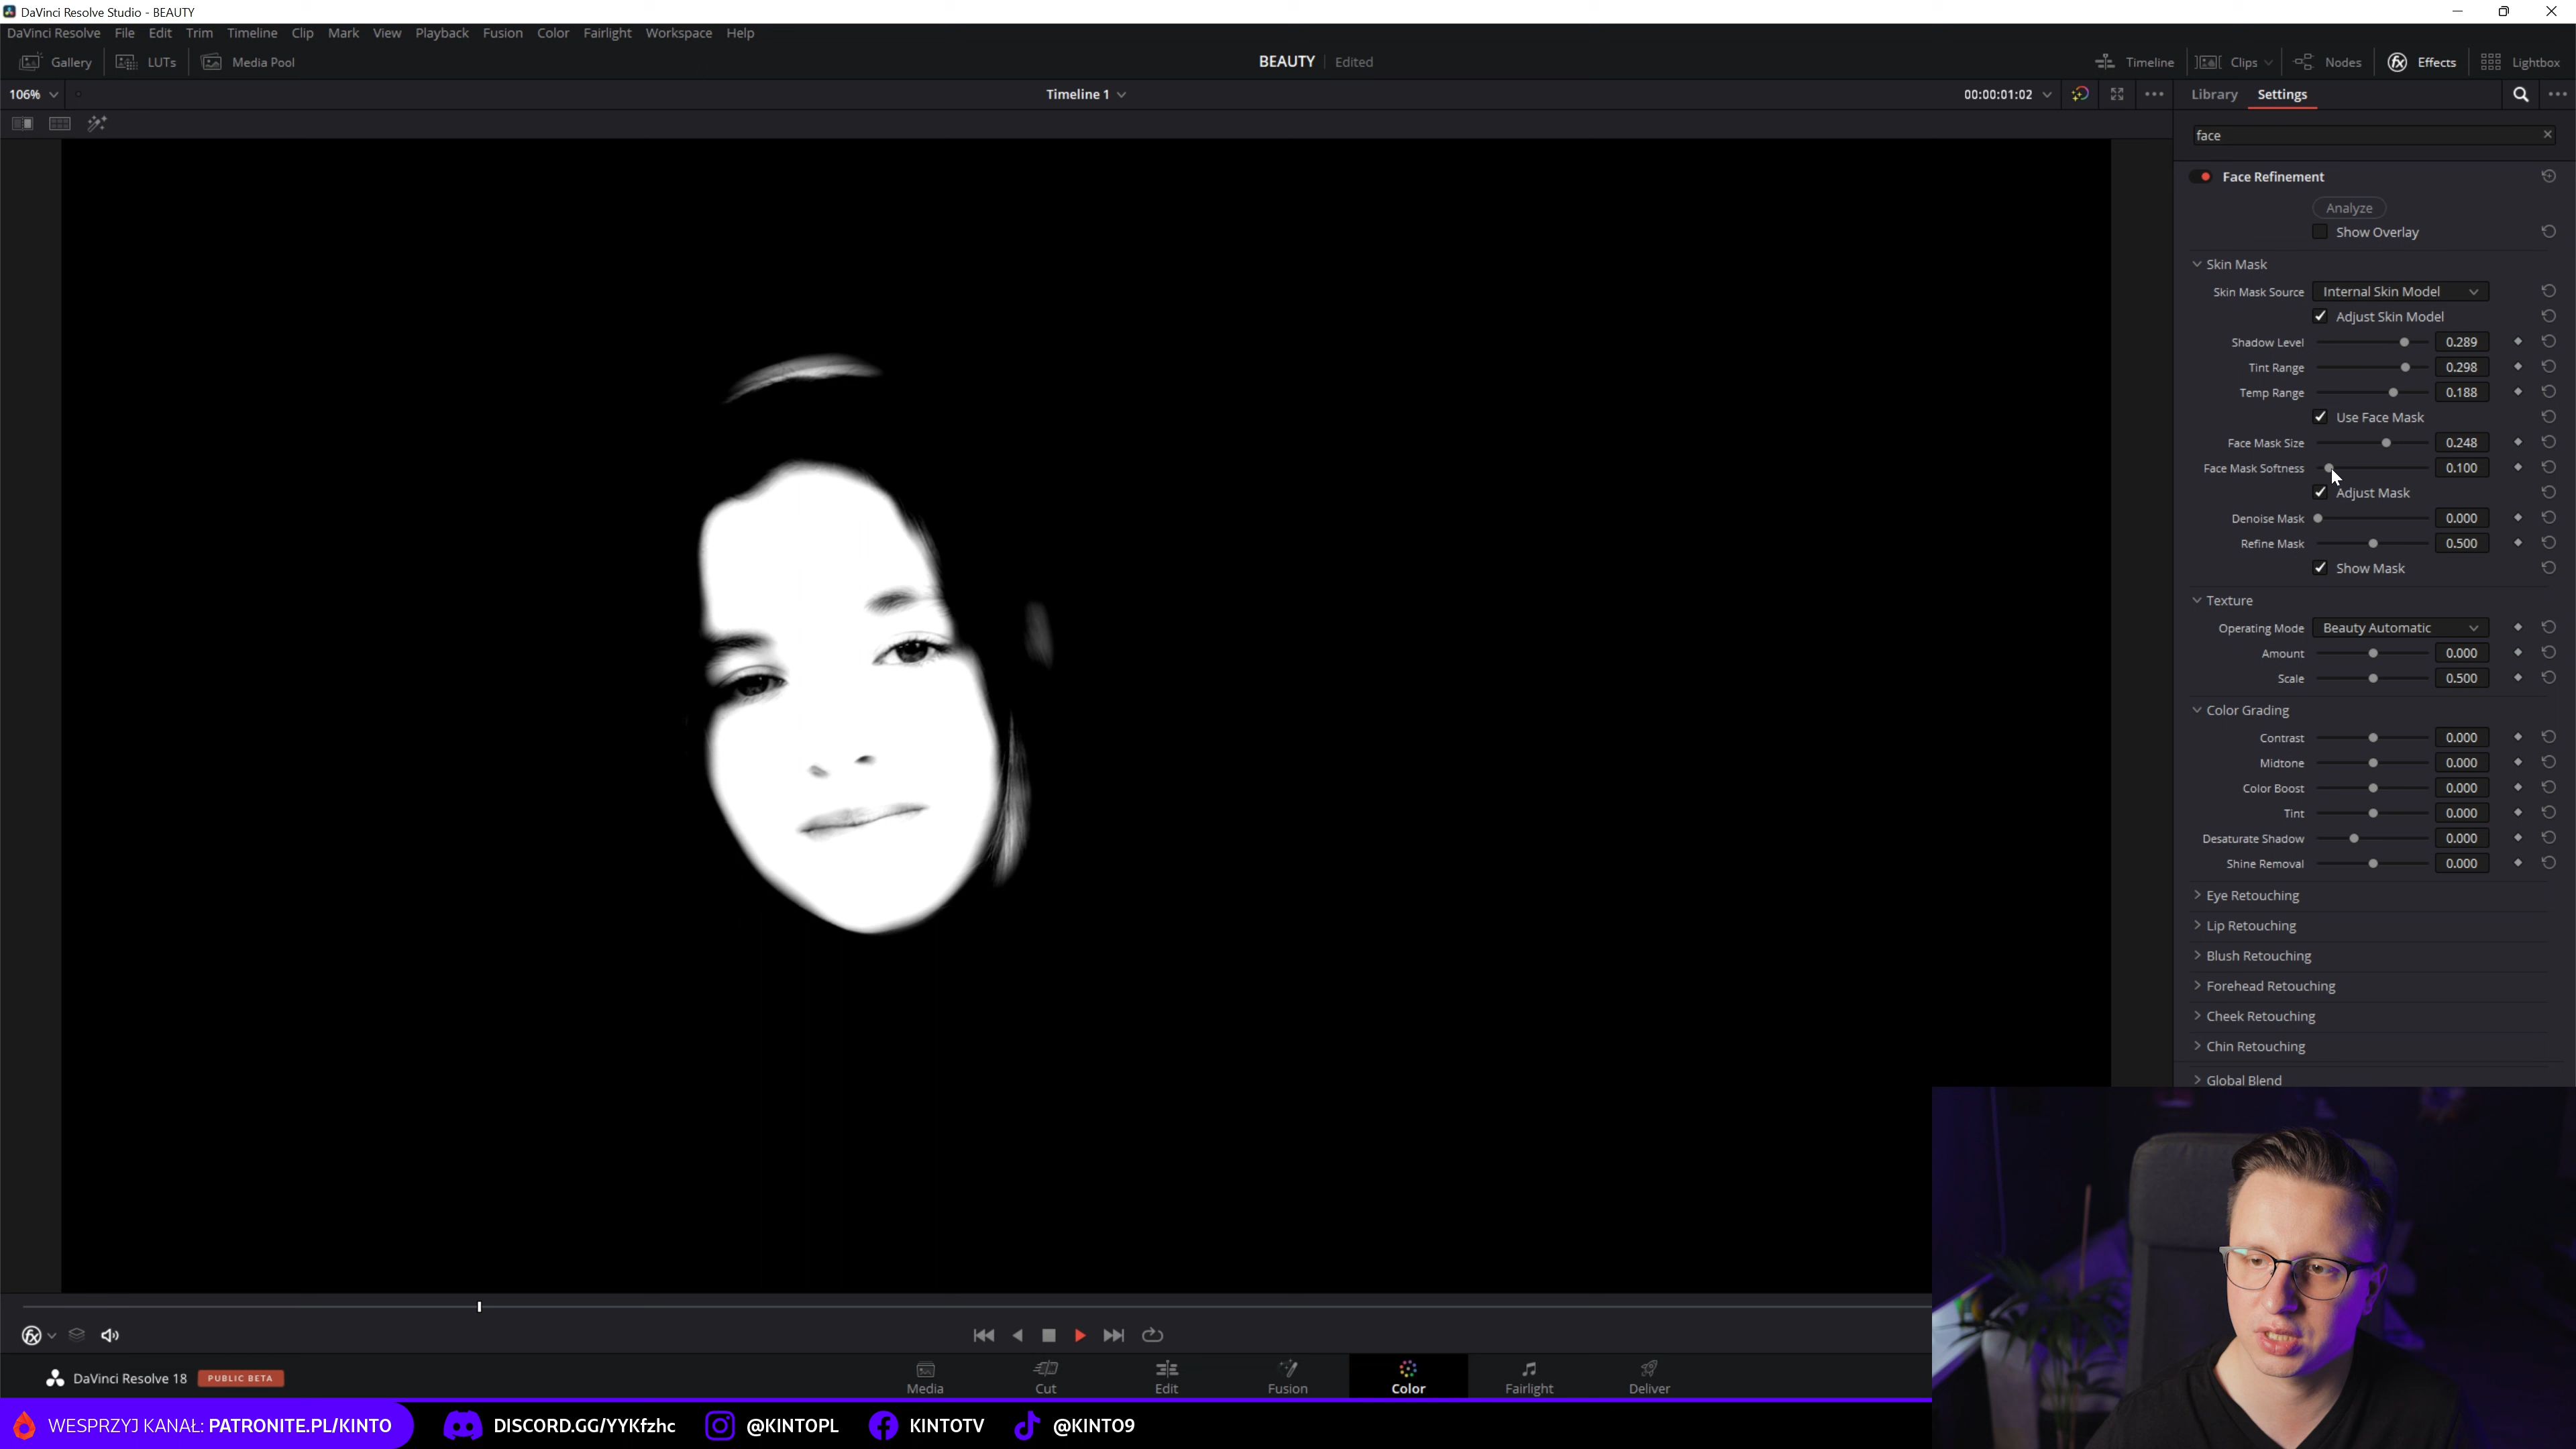 DaVinci Resolve Studio - BEAUTY
DaVinci Resolve File Edit Trim Timeline Clip Mark View Playback Fusion Color Fairlight Workspace Help
Gallery LUTs Media Pool BEAUTY Edited Timeline Clips Nodes Effects Lightbox
106% Timeline 1 00:00:01:02 Library Settings
face
Face Refinement
Analyze
Show Overlay
Skin Mask
Skin Mask Source Internal Skin Model
Adjust Skin Model
Shadow Level 0.289
Tint Range 0.298
Temp Range 0.188
Use Face Mask
Face Mask Size 0.248
Face Mask Softness 0.100
Adjust Mask
Denoise Mask 0.000
Refine Mask 0.500
Show Mask
Texture
Operating Mode Beauty Automatic
Amount 0.000
Scale 0.500
Color Grading
Contrast 0.000
Midtone 0.000
Color Boost 0.000
Tint 0.000
Desaturate Shadow 0.000
Shine Removal 0.000
Eye Retouching
Lip Retouching
Blush Retouching
Forehead Retouching
Cheek Retouching
Chin Retouching
Global Blend
DaVinci Resolve 18 PUBLIC BETA Media Cut Edit Fusion Color Fairlight Deliver
WESPRZYJ KANAŁ: PATRONITE.PL/KINTO DISCORD.GG/YYKfzhc @KINTOPL KINTOTV @KINTO9